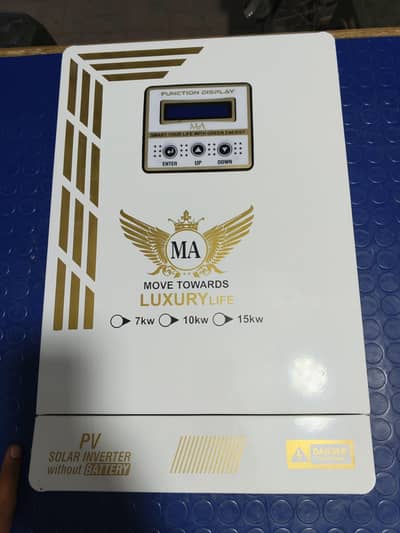 FUNCTION DISPLAY
MA
SMART YOUR LIFE WITH GREEN ENERGY
ENTER UP DOWN
MA
MOVE TOWARDS
LUXURY LIFE
7kw 10kw 15kw
PV
SOLAR INVERTER
without BATTERY
DANGER